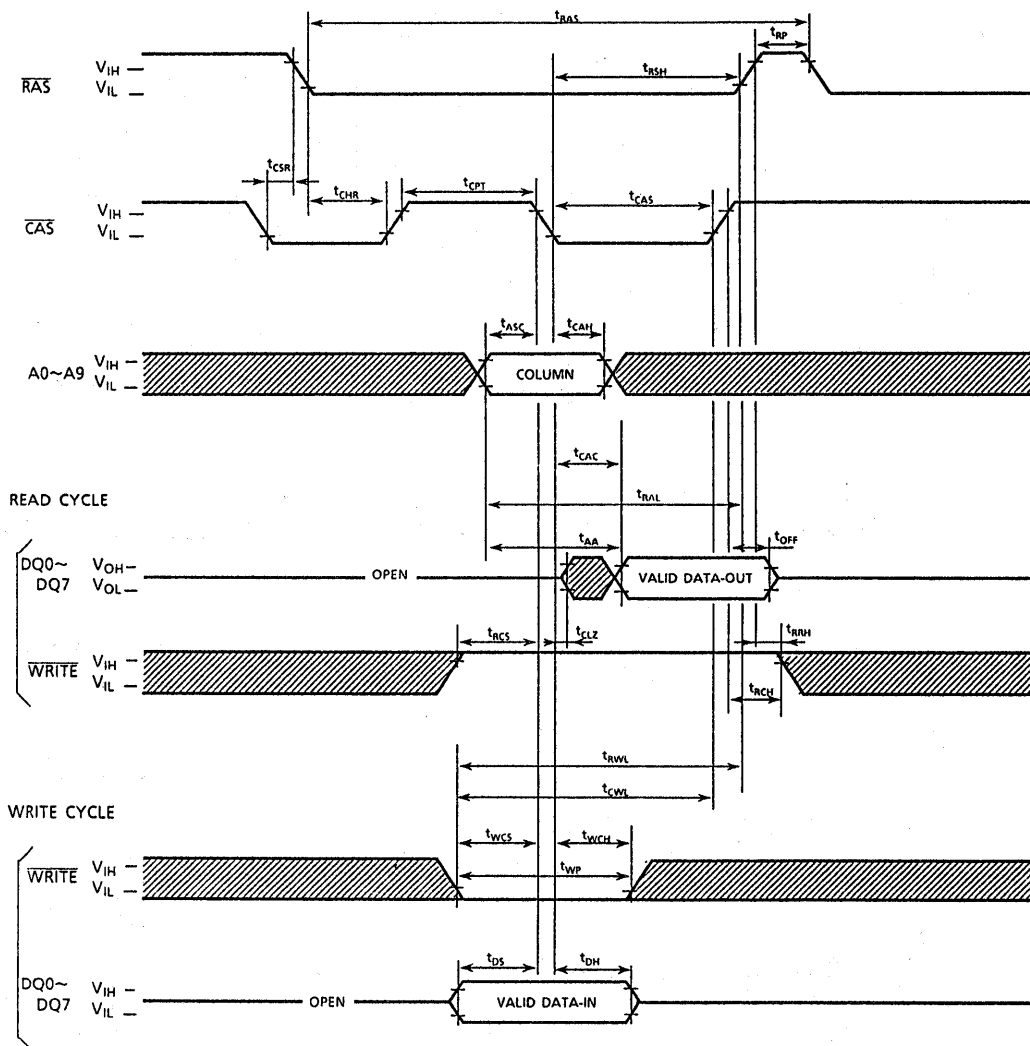 tRAS
tRP
RAS VIH VIL
tRSH
tCSR
tCHR
tCPT
tCAS
CAS VIH VIL
tASC tCAH
A0~A9 VIH VIL COLUMN
tCAC
READ CYCLE
tRAL
tAA
tOFF
DQ0~ DQ7 VOH VOL OPEN VALID DATA-OUT
tRCS tCLZ tRRH
WRITE VIH VIL
tRCH
tRWL
tCWL
WRITE CYCLE
tWCS tWCH
WRITE VIH VIL tWP
tDS tDH
DQ0~ DQ7 VIH VIL OPEN VALID DATA-IN